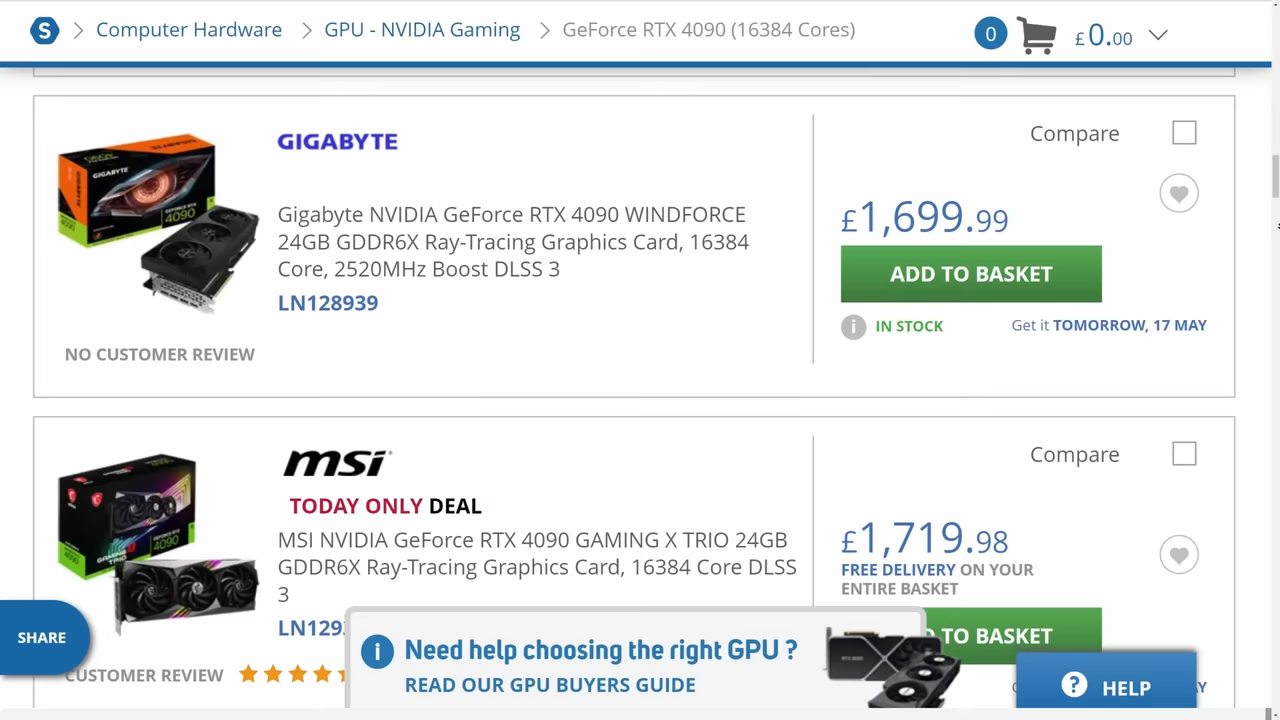 S Computer Hardware GPU - NVIDIA Gaming GeForce RTX 4090 (16384 Cores) 0 £0.00
GIGABYTE
Compare
GIGABYTE
4090
Gigabyte NVIDIA GeForce RTX 4090 WINDFORCE
24GB GDDR6X Ray-Tracing Graphics Card, 16384
Core, 2520MHz Boost DLSS 3
LN128939
£1,699.99
ADD TO BASKET
i IN STOCK
Get it TOMORROW, 17 MAY
NO CUSTOMER REVIEW
msi
Compare
TODAY ONLY DEAL
MSI NVIDIA GeForce RTX 4090 GAMING X TRIO 24GB
GDDR6X Ray-Tracing Graphics Card, 16384 Core DLSS
3
4090
£1,719.98
FREE DELIVERY ON YOUR
ENTIRE BASKET
TO BASKET
CUSTOMER REVIEW
SHARE
i Need help choosing the right GPU ?
READ OUR GPU BUYERS GUIDE
? HELP